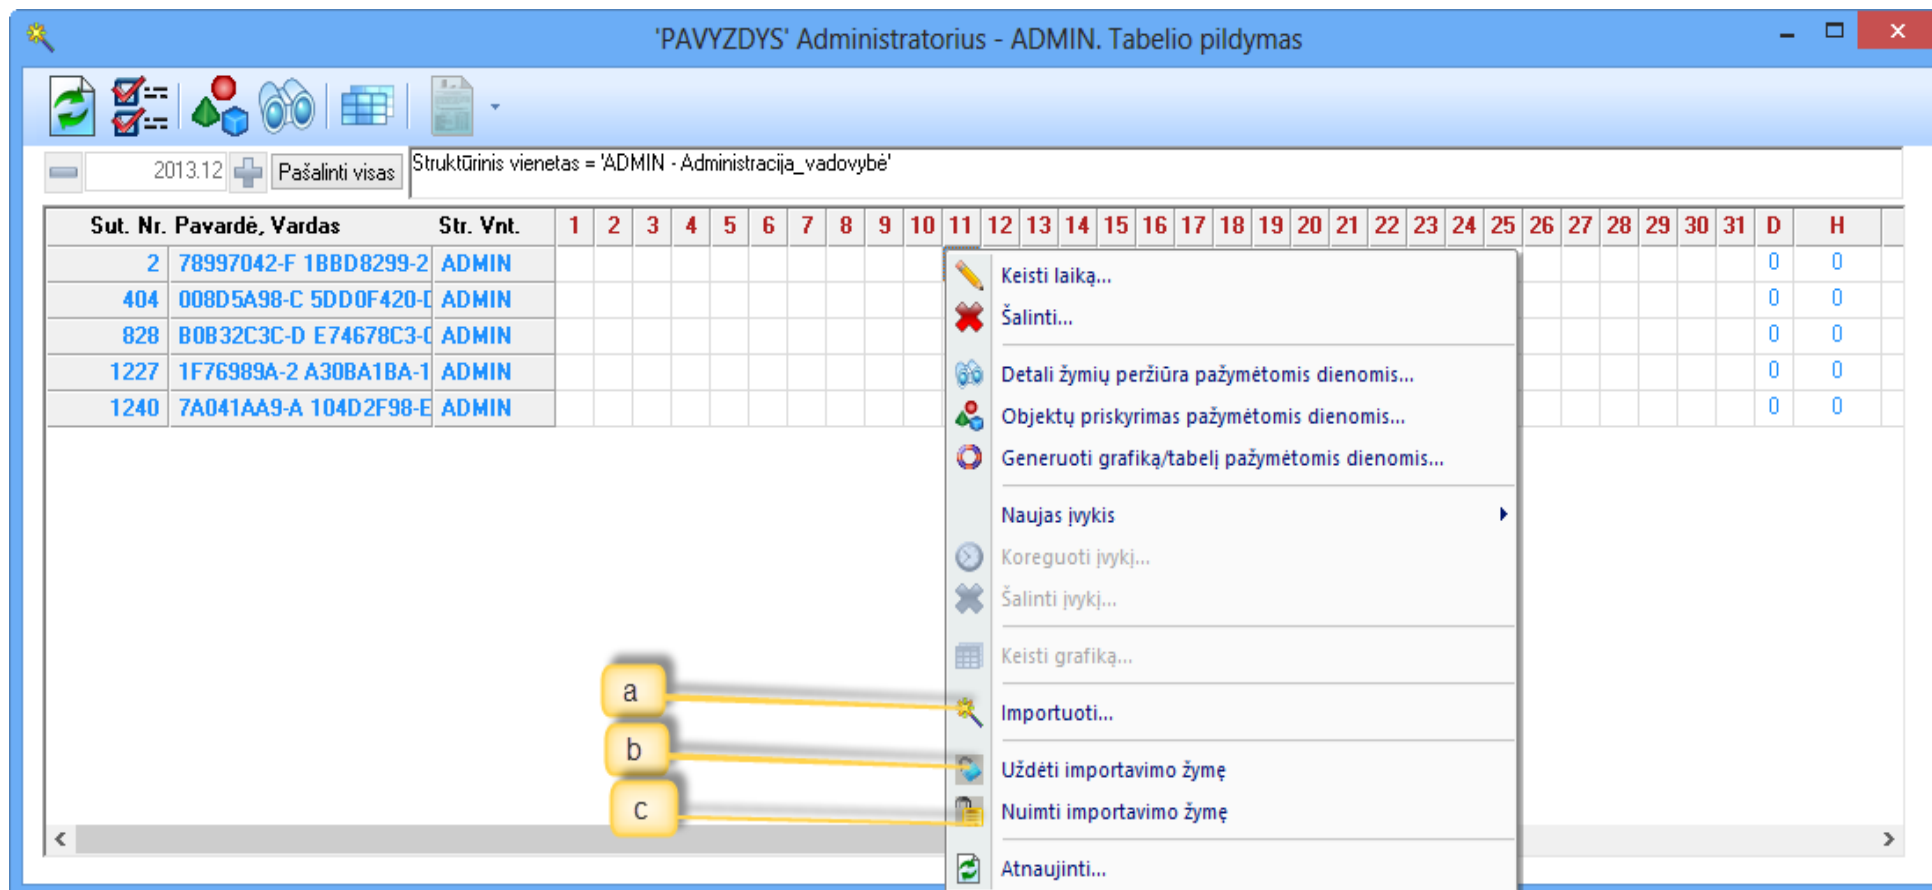 'PAVYZDYS' Administratorius - ADMIN. Tabelio pildymas
2013.12 Pašalinti visas Struktūrinis vienetas = 'ADMIN - Administracija_vadovybė'
Sut. Nr. Pavardė, Vardas Str. Vnt. 1 2 3 4 5 6 7 8 9 10 11 12 13 14 15 16 17 18 19 20 21 22 23 24 25 26 27 28 29 30 31 D H
2 78997042-F 1BBD8299-2 ADMIN 0 0
404 008D5A98-C 5DD0F420-D ADMIN 0 0
828 B0B32C3C-D E74678C3-0 ADMIN 0 0
1227 1F76989A-2 A30BA1BA-1 ADMIN 0 0
1240 7A041AA9-A 104D2F98-E ADMIN 0 0
Keisti laiką...
Šalinti...
Detali žymių peržiūra pažymėtomis dienomis...
Objektų priskyrimas pažymėtomis dienomis...
Generuoti grafiką/tabelį pažymėtomis dienomis...
Naujas įvykis
Koreguoti įvykį...
Šalinti įvykį...
Keisti grafiką...
a
Importuoti...
b
Uždėti importavimo žymę
c
Nuimti importavimo žymę
Atnaujinti...